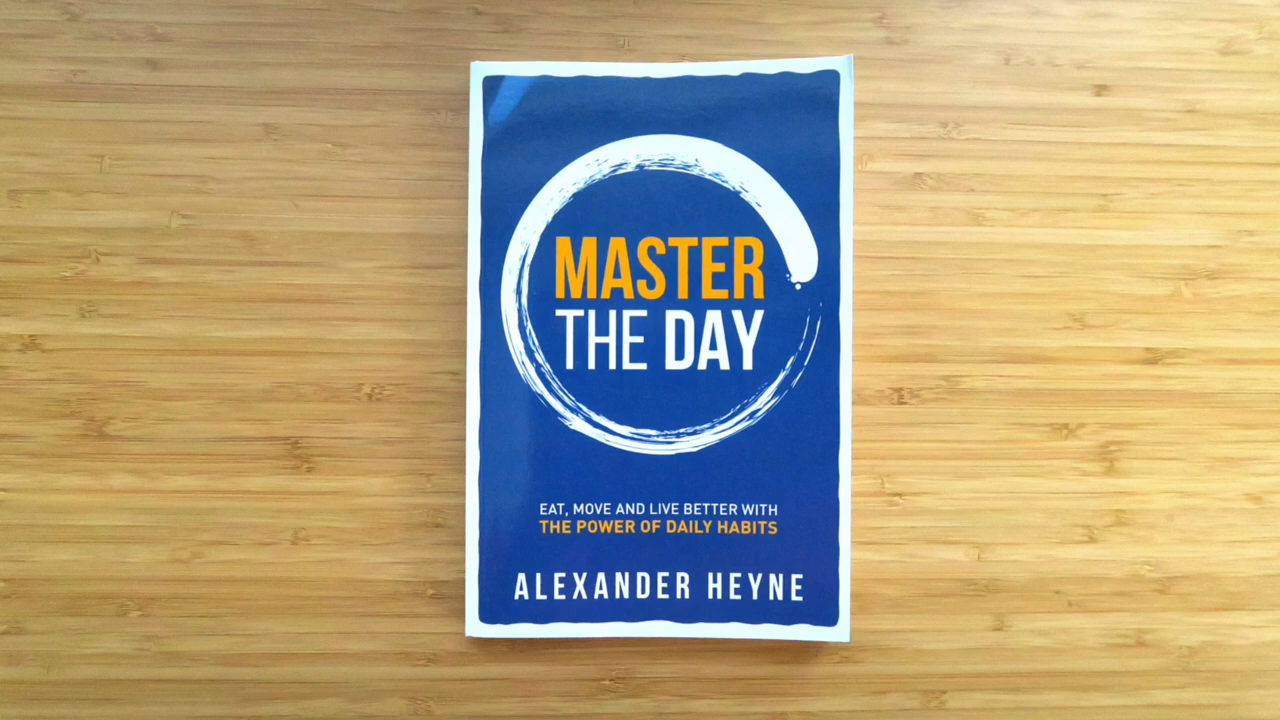 MASTER
THE DAY
EAT, MOVE AND LIVE BETTER WITH
THE POWER OF DAILY HABITS
ALEXANDER HEYNE